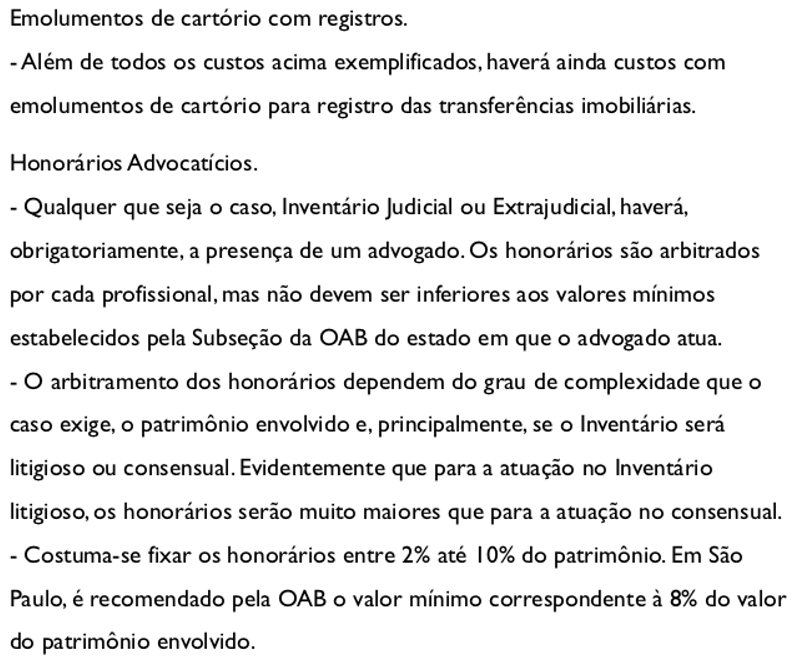 Emolumentos de cartório com registros.
- Além de todos os custos acima exemplificados, haverá ainda custos com
emolumentos de cartório para registro das transferências imobiliárias.
Honorários Advocatícios.
- Qualquer que seja o caso, Inventário Judicial ou Extrajudicial, haverá,
obrigatoriamente, a presença de um advogado. Os honorários são arbitrados
por cada profissional, mas não devem ser inferiores aos valores mínimos
estabelecidos pela Subseção da OAB do estado em que o advogado atua.
- O arbitramento dos honorários dependem do grau de complexidade que o
caso exige, o patrimônio envolvido e, principalmente, se o Inventário será
litigioso ou consensual. Evidentemente que para a atuação no Inventário
litigioso, os honorários serão muito maiores que para a atuação no consensual.
- Costuma-se fixar os honorários entre 2% até 10% do patrimônio. Em São
Paulo, é recomendado pela OAB o valor mínimo correspondente à 8% do valor
do patrimônio envolvido.